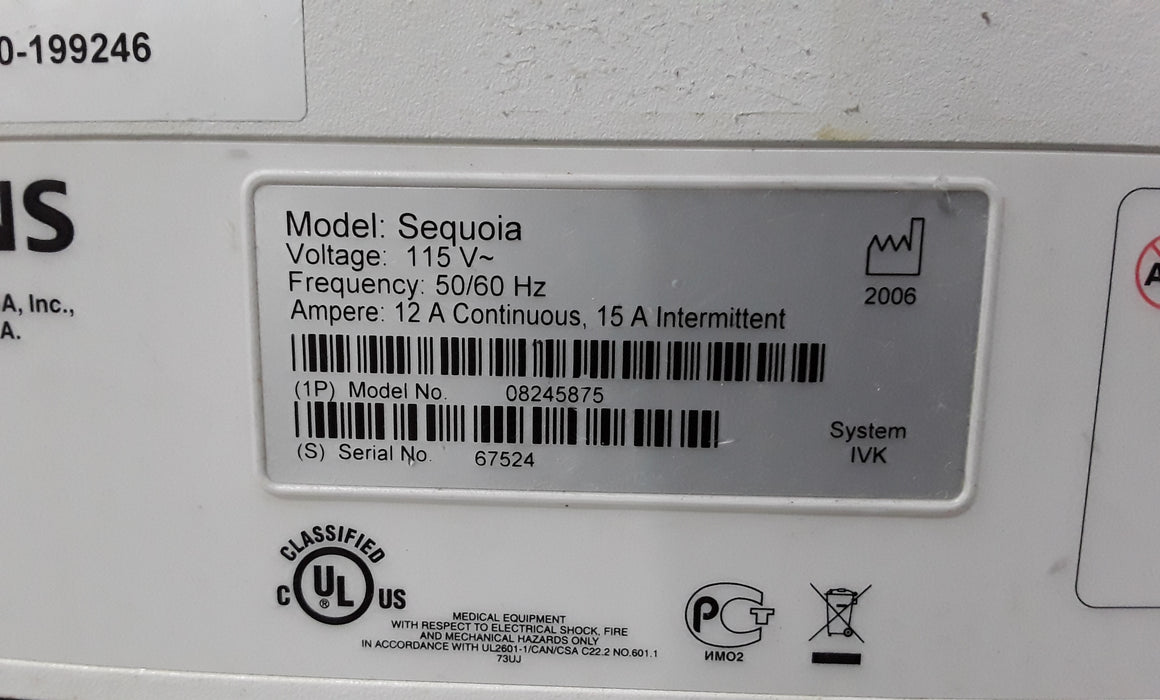 0-199246
NS
A, Inc.,
A.
Model: Sequoia
Voltage: 115 V~
Frequency: 50/60 Hz
Ampere: 12 A Continuous, 15 A Intermittent
(1P) Model No. 08245875
(S) Serial No. 67524
2006
System
IVK
CLASSIFIED
C UL® US
MEDICAL EQUIPMENT
WITH RESPECT TO ELECTRICAL SHOCK, FIRE
AND MECHANICAL HAZARDS ONLY
IN ACCORDANCE WITH UL2601-1/CAN/CSA C22.2 NO.601.1
73UJ
РСТ
ИМО2
A